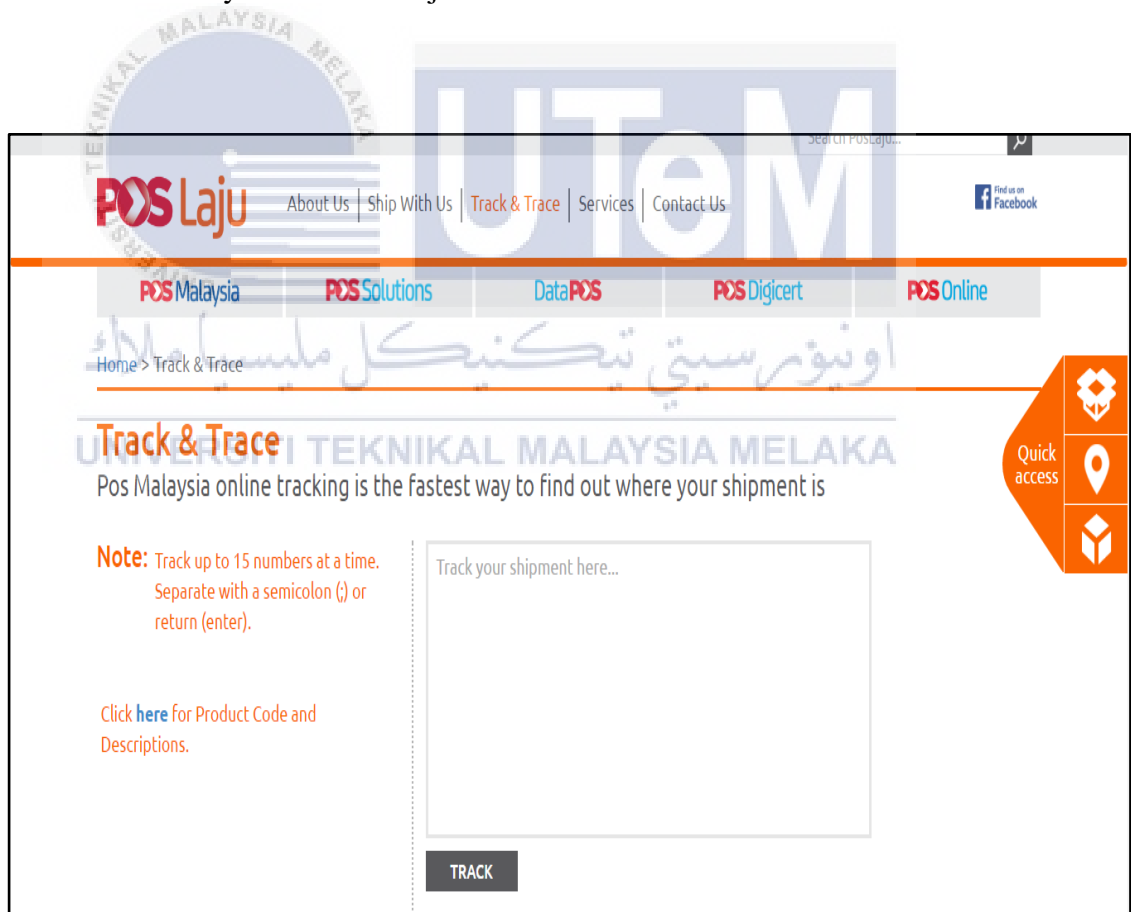 UNIVERSITI TEKNIKAL MALAYSIA MELAKA
UTeM
Search PosLaju...
POS Laju
About Us | Ship With Us | Track & Trace | Services | Contact Us
Find us on
Facebook
POS Malaysia
POS Solutions
DataPOS
POS Digicert
POS Online
اونيۏرسيتي تيكنيكل مليسيا ملاك
Home > Track & Trace
Track & Trace
UNIVERSITI TEKNIKAL MALAYSIA MELAKA
Pos Malaysia online tracking is the fastest way to find out where your shipment is
Quick
access
Note: Track up to 15 numbers at a time.
Separate with a semicolon (;) or
return (enter).
Track your shipment here...
Click here for Product Code and
Descriptions.
TRACK